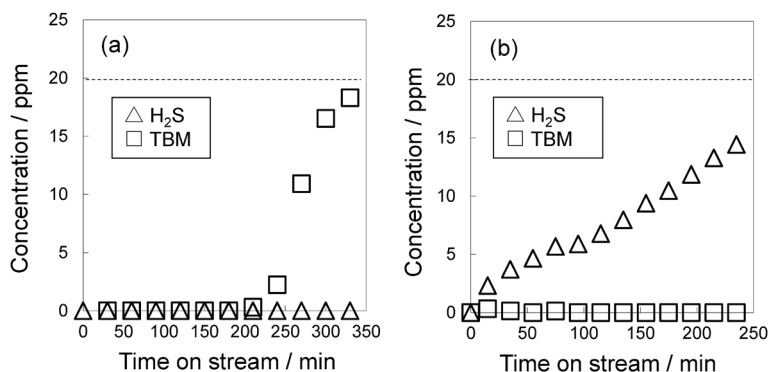 (a)
Concentration / ppm
25
20
15
10
5
0
H₂S
TBM
0 50 100 150 200 250 300 350
Time on stream / min
(b)
Concentration / ppm
25
20
15
10
5
0
H₂S
TBM
0 50 100 150 200 250
Time on stream / min